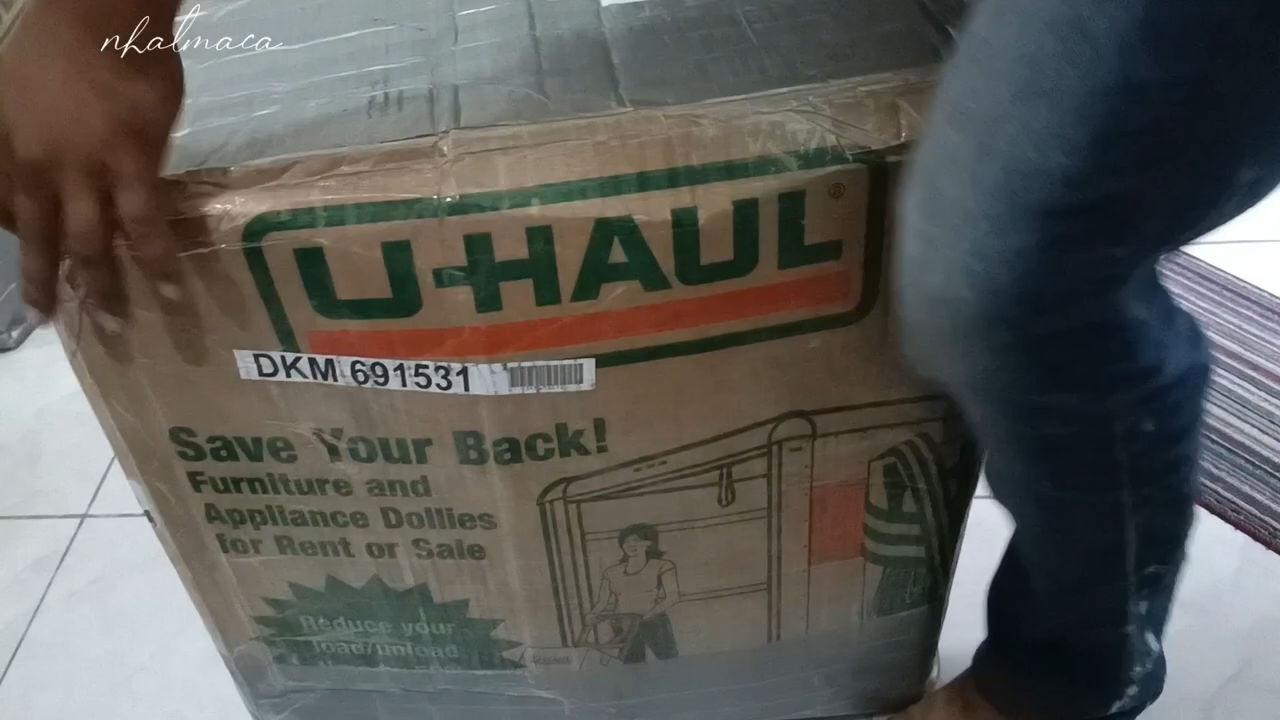 nhalmaca
U-HAUL®
DKM 691531
Save Your Back!
Furniture and
Appliance Dollies
for Rent or Sale
Reduce your
load/unload